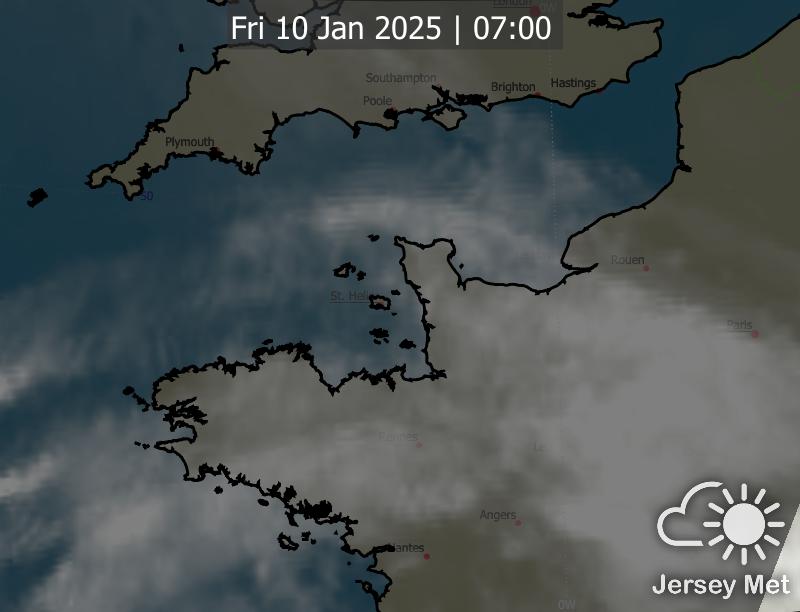 London
0W
Fri 10 Jan 2025 | 07:00
Southampton
Brighton
Hastings
Poole
Plymouth
50
Rouen
St. Heli
Paris
Rennes
Le
Angers
Nantes
Jersey Met
0W